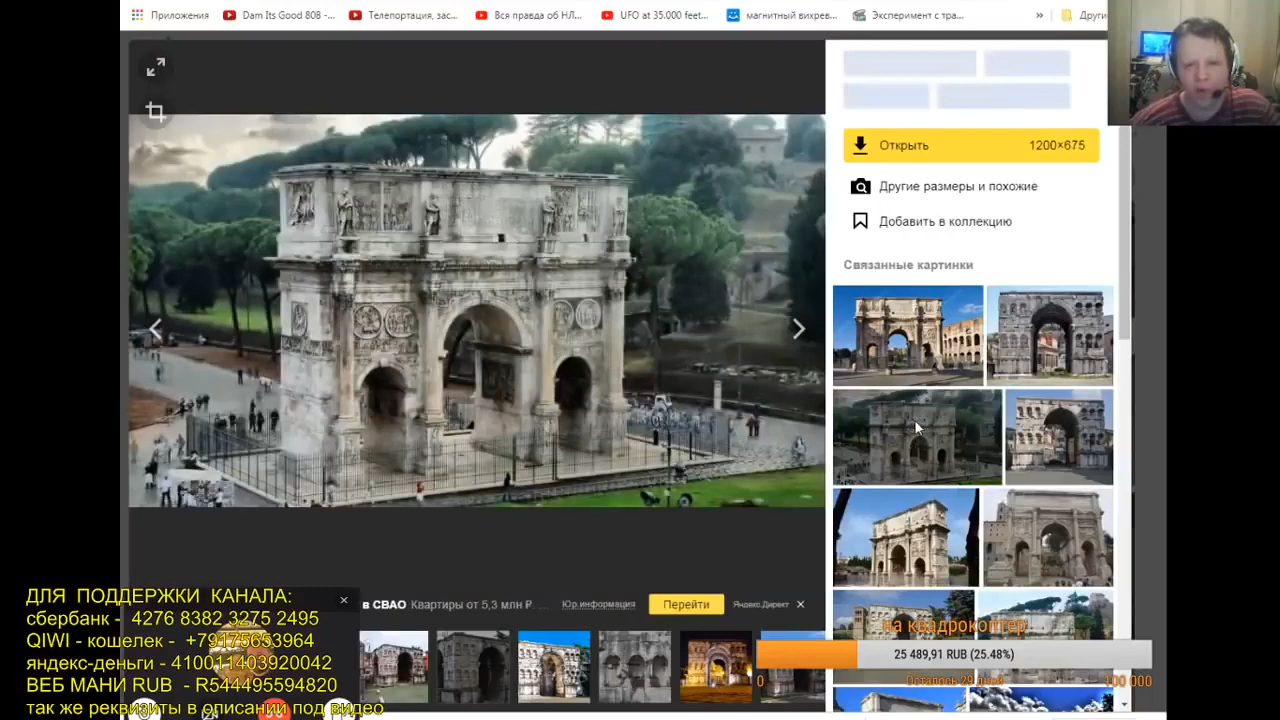 Приложения
Dam Its Good 808 -...
Телепортация, зас...
Вся правда об НЛ...
UFO at 35.000 feet...
магнитный вихрев...
Эксперимент с тра...
»
Други
Открыть 1200×675
Другие размеры и похожие
Добавить в коллекцию
Связанные картинки
в СВАО Квартиры от 5,3 млн ₽. ...
Юр.информация
Перейти
Яндекс.Директ
ДЛЯ ПОДДЕРЖКИ КАНАЛА:
сбербанк - 4276 8382 3275 2495
QIWI - кошелек - +79175653964
яндекс-деньги - 410011403920042
ВЕБ МАНИ RUB - R544495594820
так же реквизиты в описании под видео
на квадрокоптер
25 489,91 RUB (25.48%)
0
Осталось 29 дней
100 000